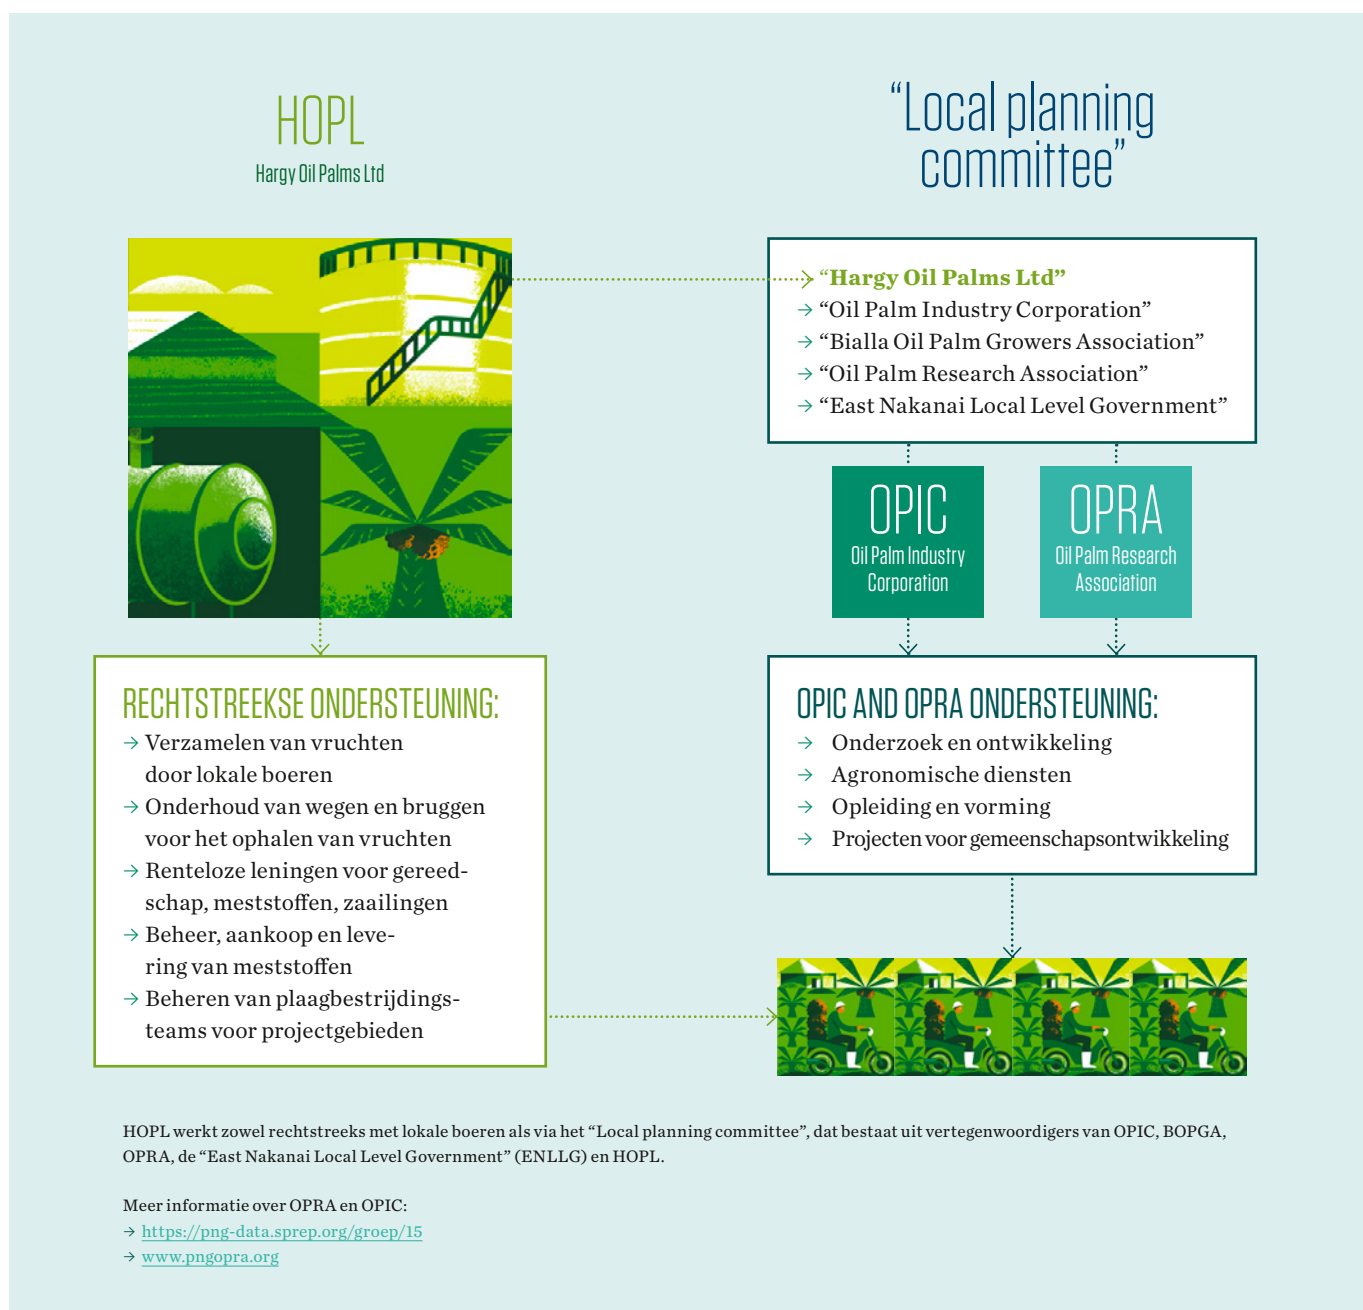 HOPL
Hargy Oil Palms Ltd
“Local planning
committee”
→ “Hargy Oil Palms Ltd”
→ “Oil Palm Industry Corporation”
→ “Bialla Oil Palm Growers Association”
→ “Oil Palm Research Association”
→ “East Nakanai Local Level Government”
OPIC
Oil Palm Industry
Corporation
OPRA
Oil Palm Research
Association
RECHTSTREEKSE ONDERSTEUNING:
→ Verzamelen van vruchten
door lokale boeren
→ Onderhoud van wegen en bruggen
voor het ophalen van vruchten
→ Renteloze leningen voor gereed-
schap, meststoffen, zaailingen
→ Beheer, aankoop en leve-
ring van meststoffen
→ Beheren van plaagbestrijdings-
teams voor projectgebieden
OPIC AND OPRA ONDERSTEUNING:
→ Onderzoek en ontwikkeling
→ Agronomische diensten
→ Opleiding en vorming
→ Projecten voor gemeenschapsontwikkeling
HOPL werkt zowel rechtstreeks met lokale boeren als via het “Local planning committee”, dat bestaat uit vertegenwoordigers van OPIC, BOPGA,
OPRA, de “East Nakanai Local Level Government” (ENLLG) en HOPL.
Meer informatie over OPRA en OPIC:
→ https://png-data.sprep.org/groep/15
→ www.pngopra.org